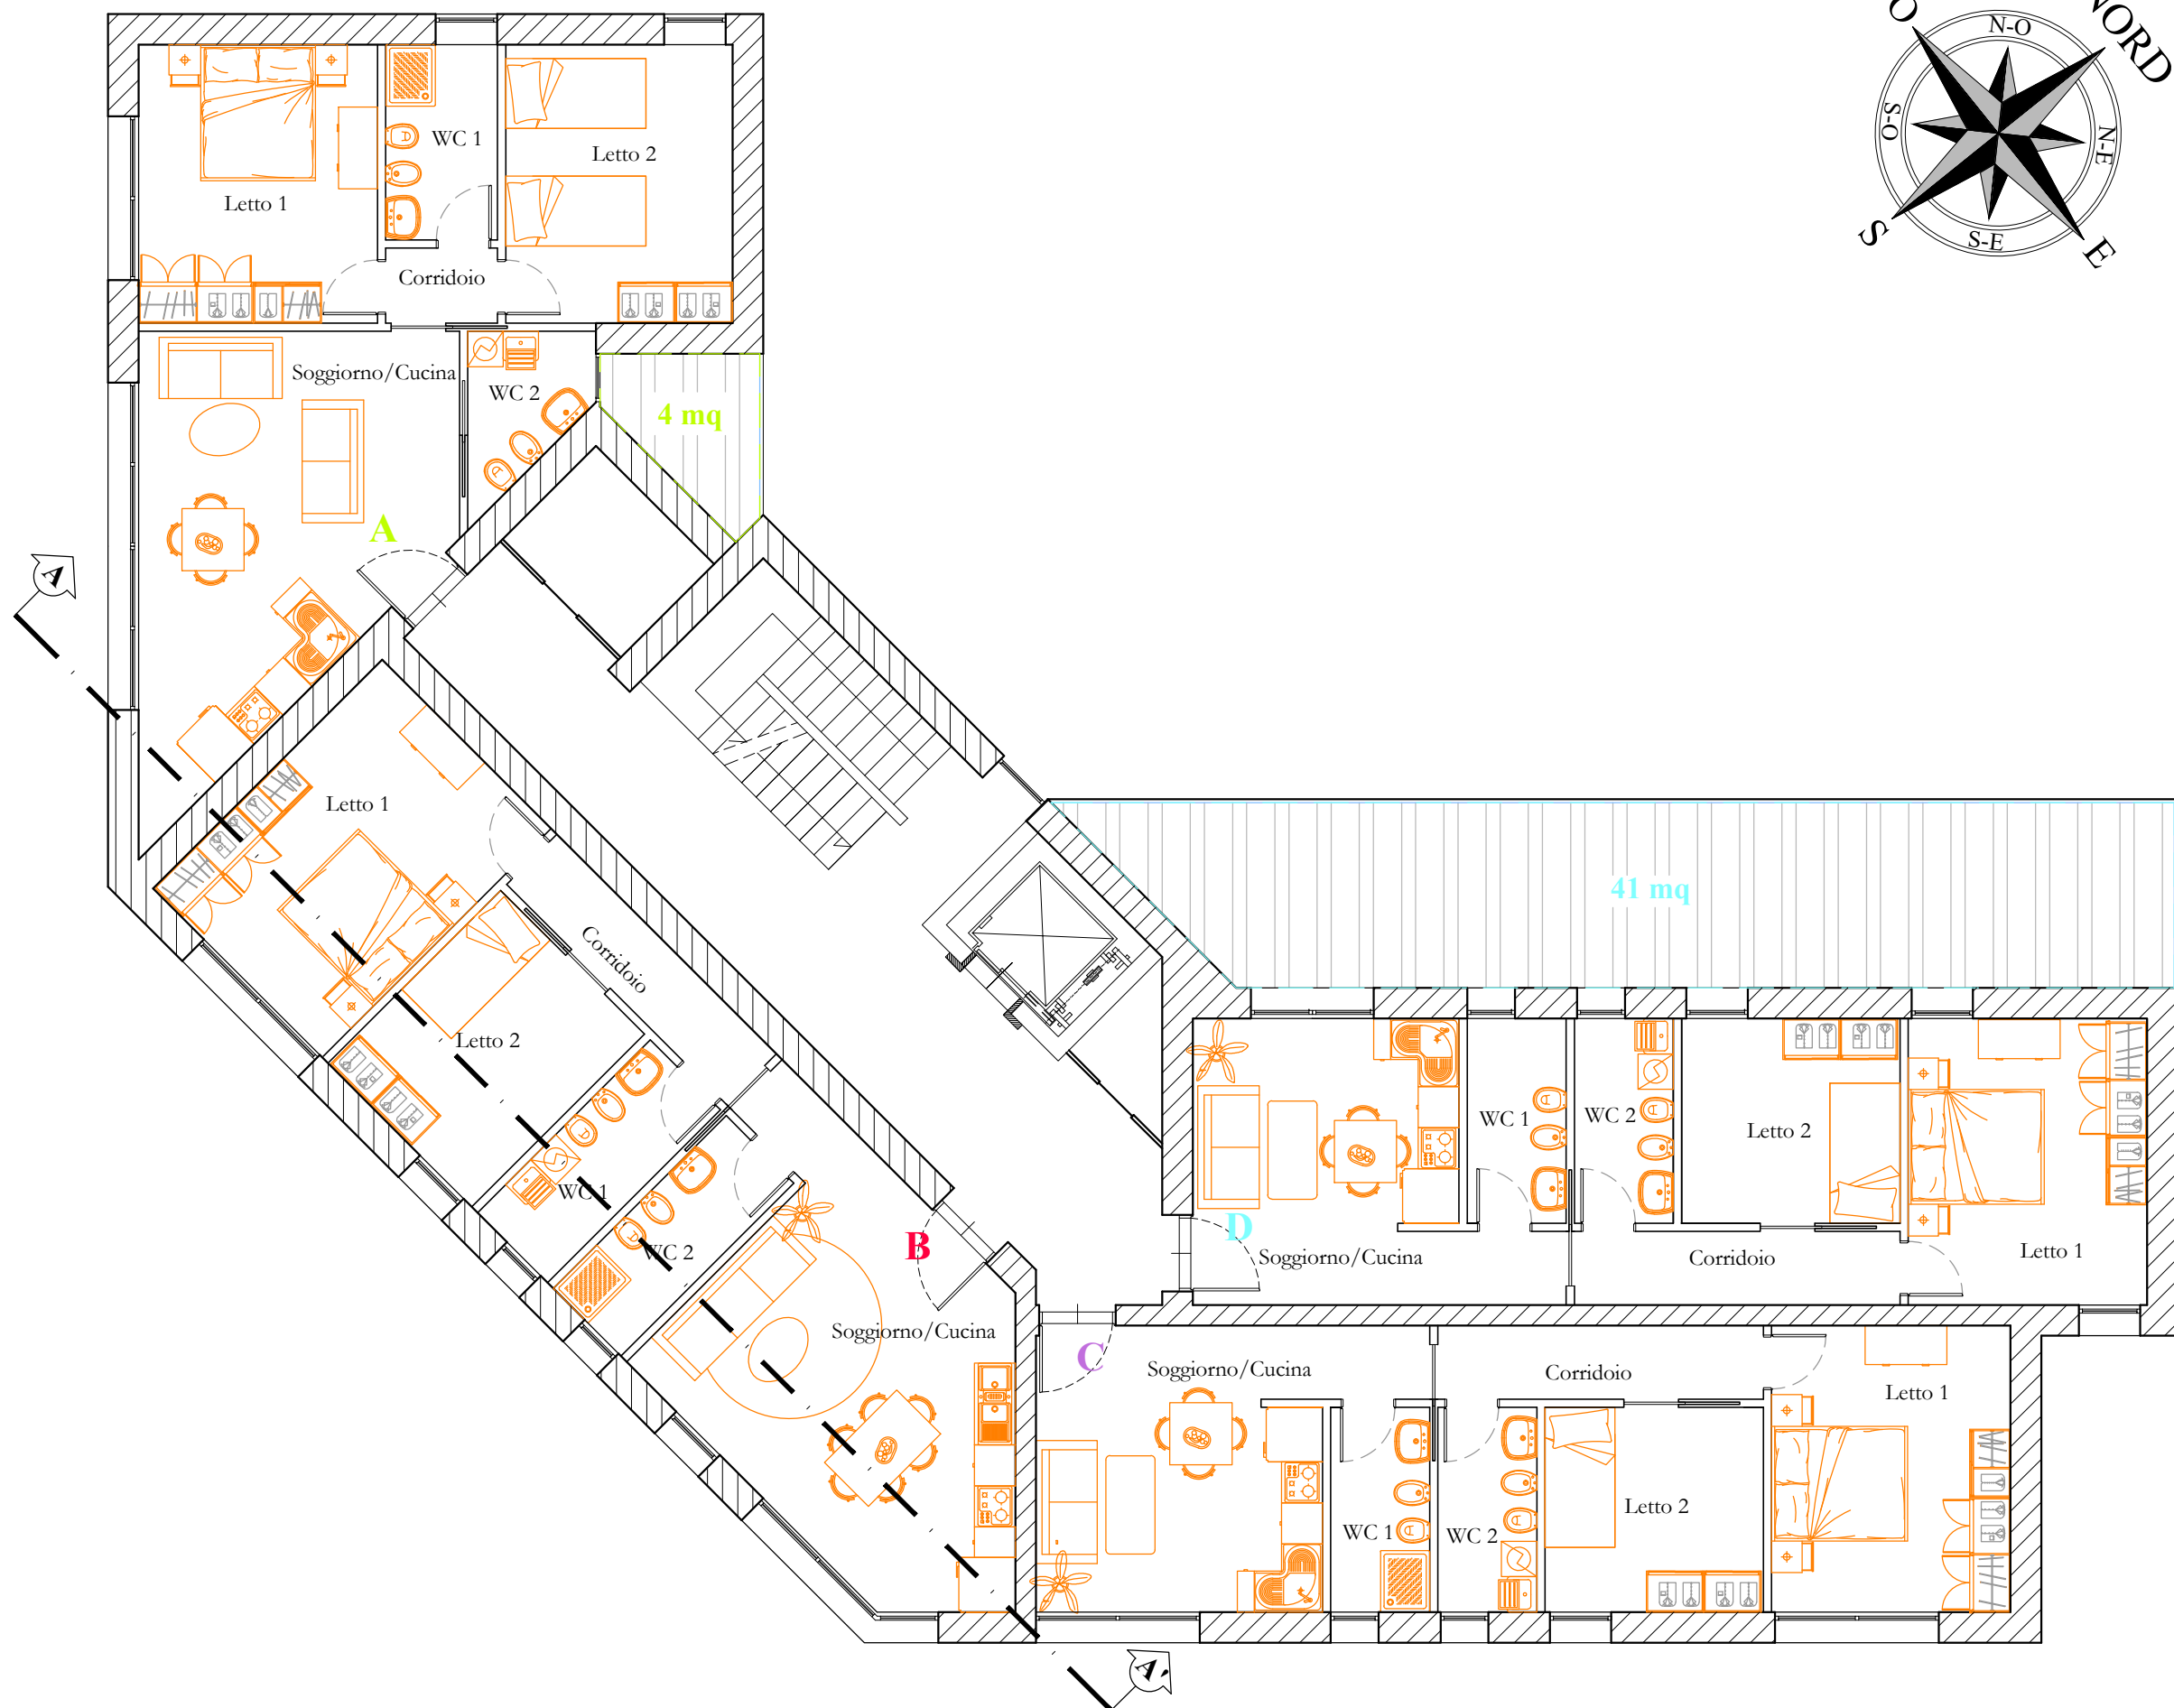 O
NORD
N-O
S-O
N-E
S
S-E
E
WC 1
Letto 2
Letto 1
Corridoio
Soggiorno/Cucina
WC 2
4 mq
A
A
Letto 1
Corridoio
Letto 2
WC 1
WC 2
B
Soggiorno/Cucina
41 mq
WC 1
WC 2
Letto 2
D
Soggiorno/Cucina
Corridoio
Letto 1
C
Soggiorno/Cucina
Corridoio
Letto 1
WC 1
WC 2
Letto 2
A'